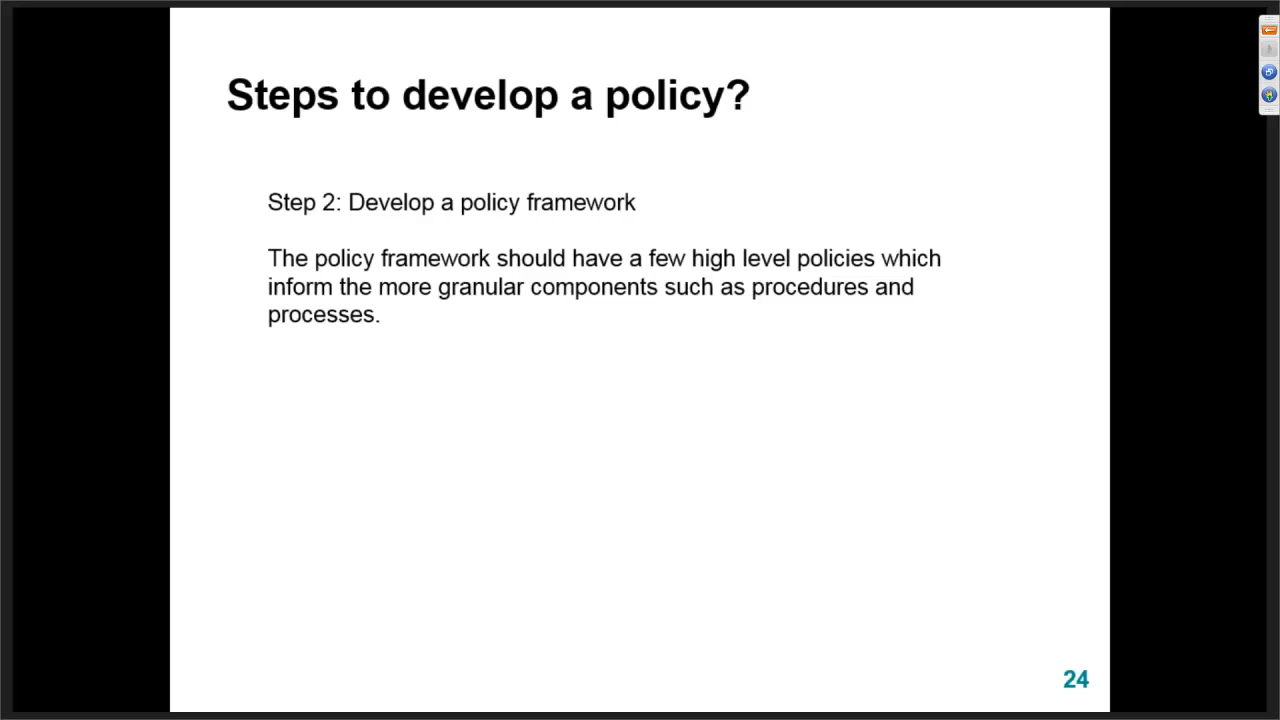 Steps to develop a policy?
Step 2: Develop a policy framework
The policy framework should have a few high level policies which
inform the more granular components such as procedures and
processes.
24